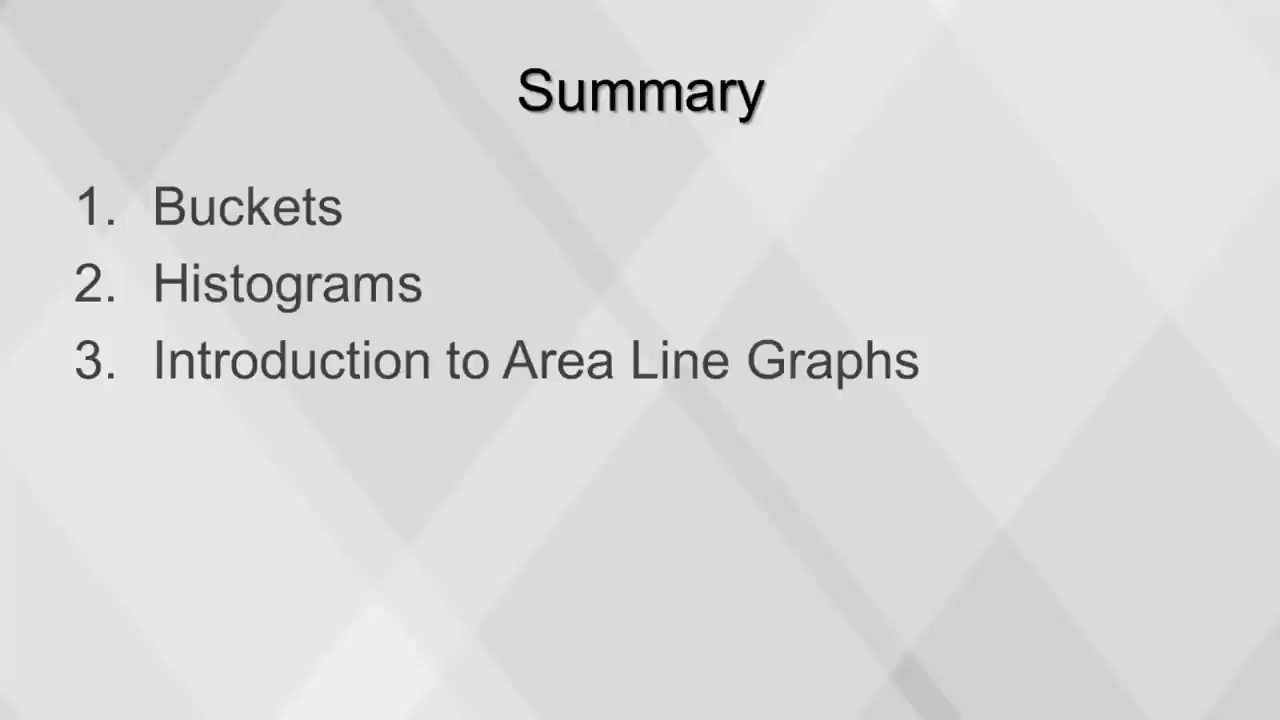 Summary
1. Buckets
2. Histograms
3. Introduction to Area Line Graphs